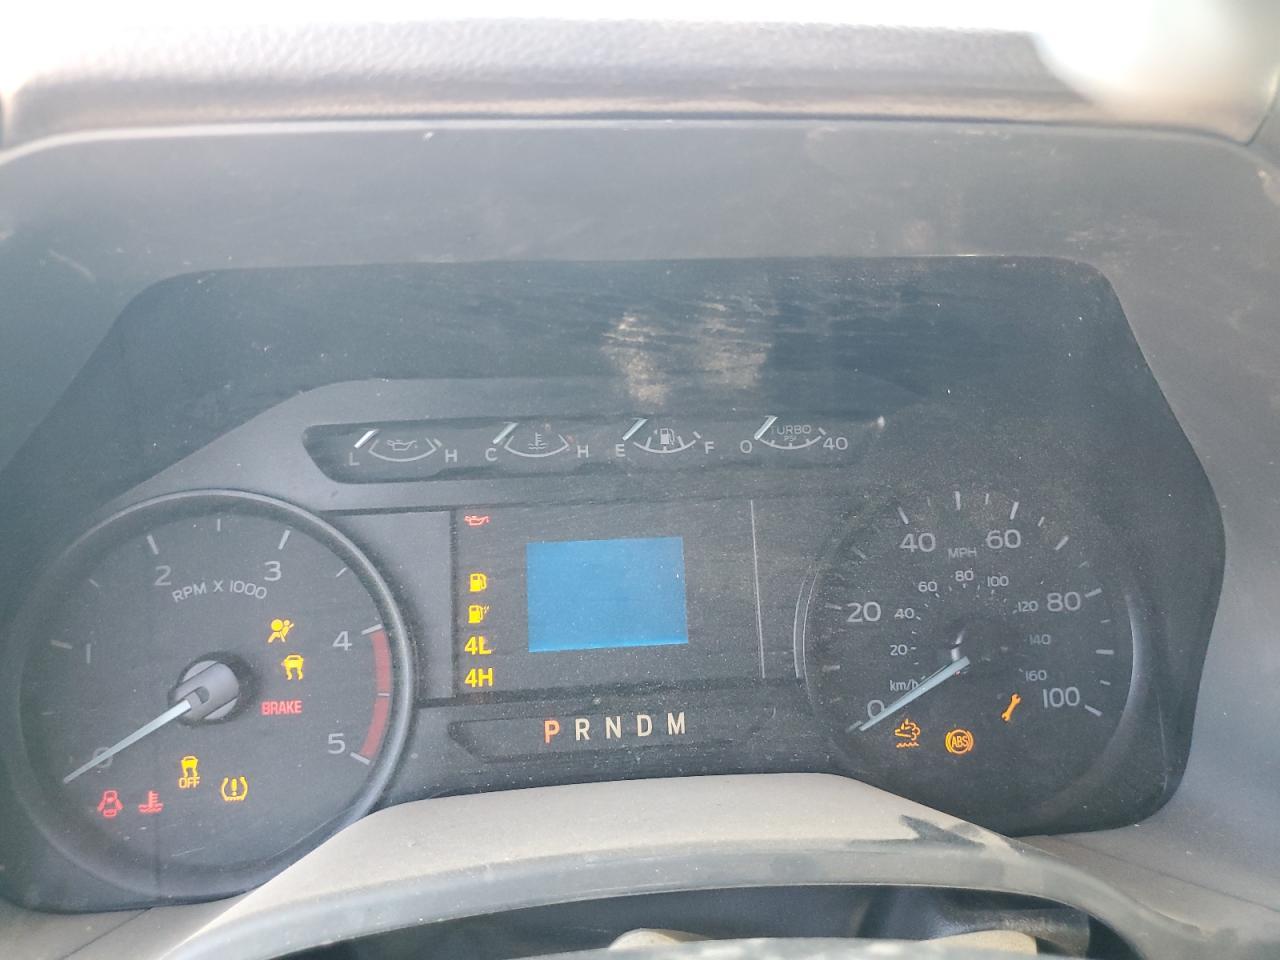 L H C H E F 0 TURBO PSI 40
1 2 3 4 5
RPM X 1000
BRAKE
OFF
0
4L
4H
P R N D M
0 20 40 60 80 100
MPH
20 40 60 80 100 120 140 160
km/h
ABS